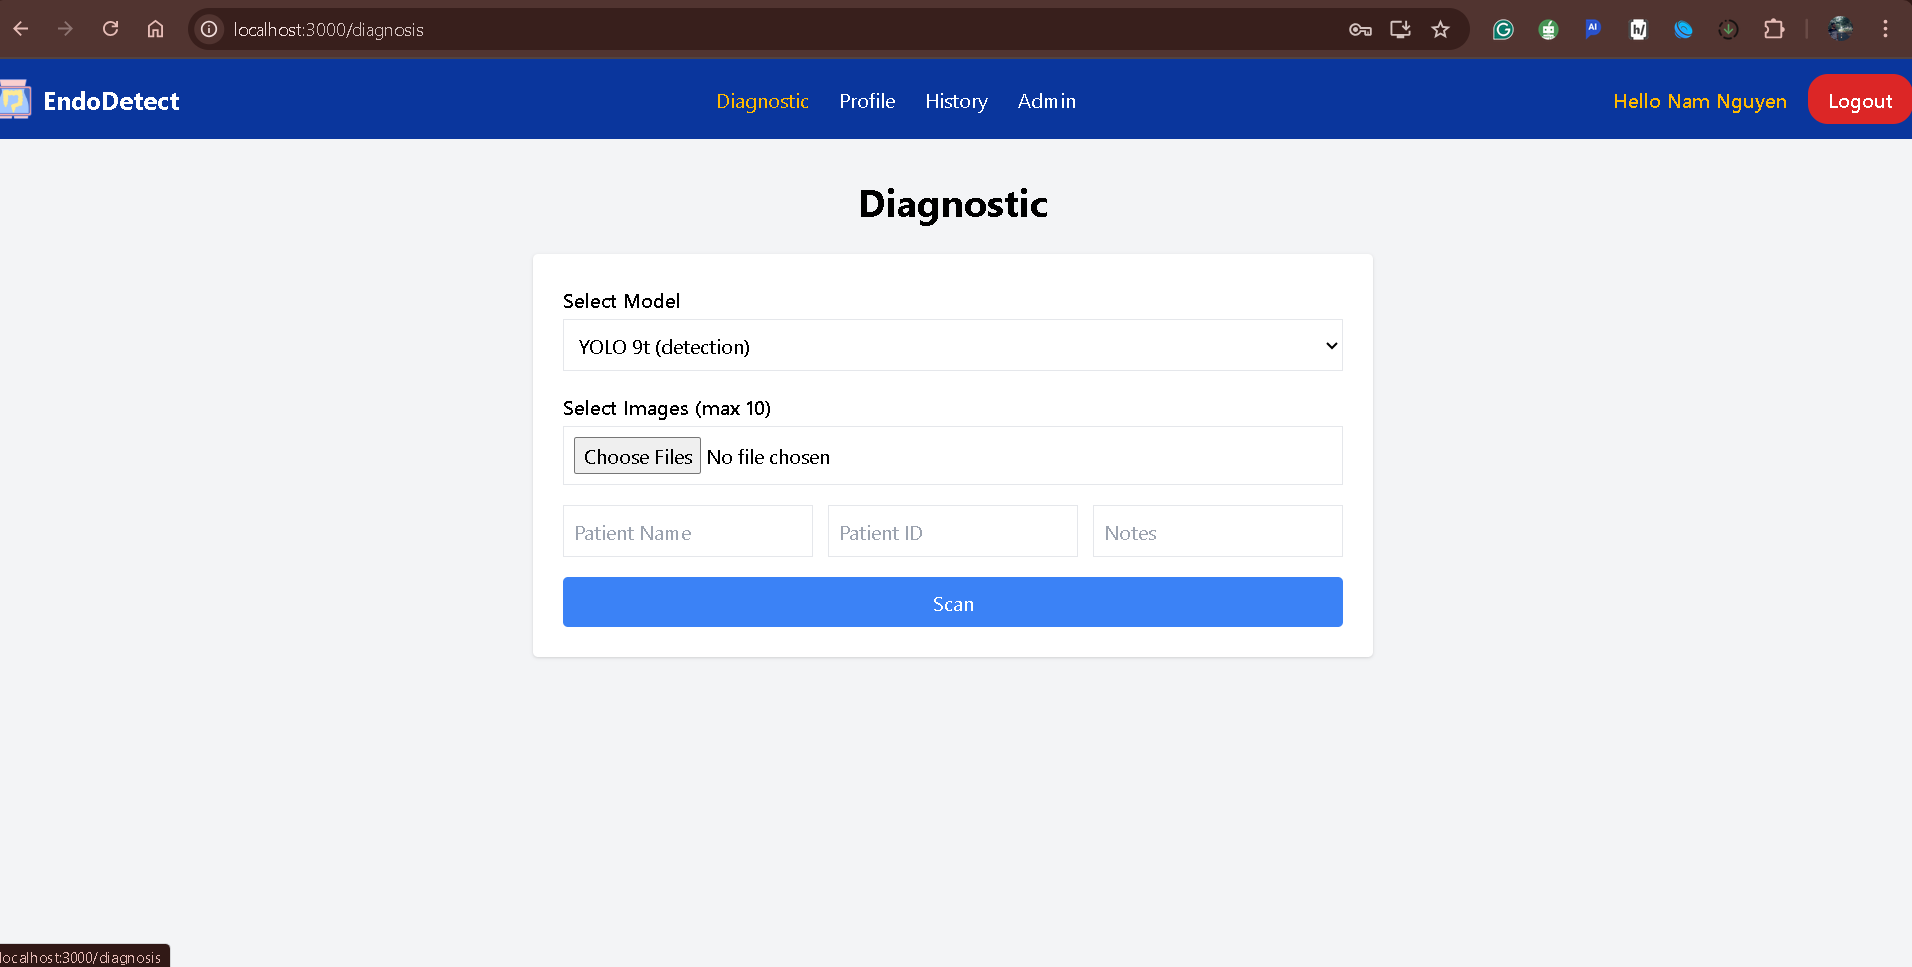 localhost:3000/diagnosis
EndoDetect
Diagnostic Profile History Admin
Hello Nam Nguyen
Logout
Diagnostic
Select Model
YOLO 9t (detection)
Select Images (max 10)
Choose Files No file chosen
Patient Name Patient ID Notes
Scan
localhost:3000/diagnosis